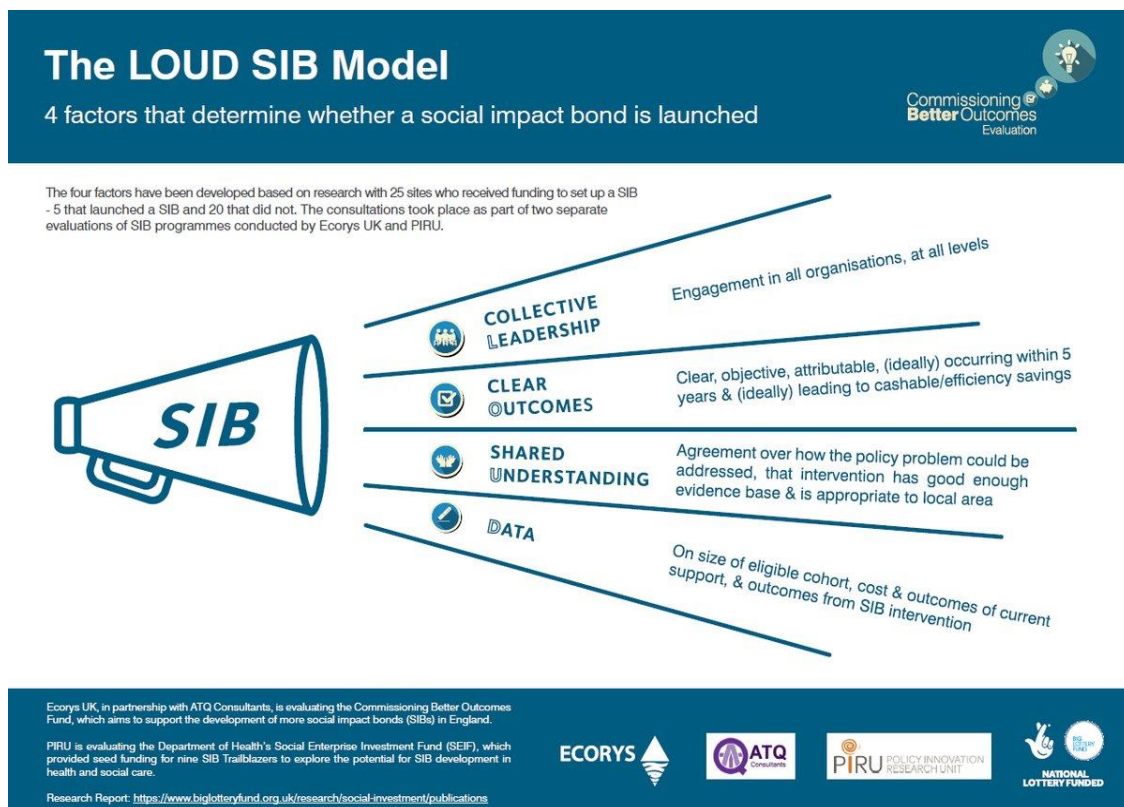 The LOUD SIB Model
4 factors that determine whether a social impact bond is launched
Commissioning
Better Outcomes
Evaluation
The four factors have been developed based on research with 25 sites who received funding to set up a SIB
- 5 that launched a SIB and 20 that did not. The consultations took place as part of two separate
evaluations of SIB programmes conducted by Ecorys UK and PIRU.
SIB
COLLECTIVE
LEADERSHIP
Engagement in all organisations, at all levels
CLEAR
OUTCOMES
Clear, objective, attributable, (ideally) occurring within 5
years & (ideally) leading to cashable/efficiency savings
SHARED
UNDERSTANDING
Agreement over how the policy problem could be
addressed, that intervention has good enough
evidence base & is appropriate to local area
DATA
On size of eligible cohort, cost & outcomes of current
support, & outcomes from SIB intervention
Ecorys UK, in partnership with ATQ Consultants, is evaluating the Commissioning Better Outcomes
Fund, which aims to support the development of more social impact bonds (SIBs) in England.
PIRU is evaluating the Department of Health's Social Enterprise Investment Fund (SEIF), which
provided seed funding for nine SIB Trailblazers to explore the potential for SIB development in
health and social care.
Research Report: https://www.biglotteryfund.org.uk/research/social-investment/publications
ECORYS
ATQ
Consultants
PIRU POLICY INNOVATION
RESEARCH UNIT
BIG
LOTTERY
FUND
NATIONAL
LOTTERY FUNDED